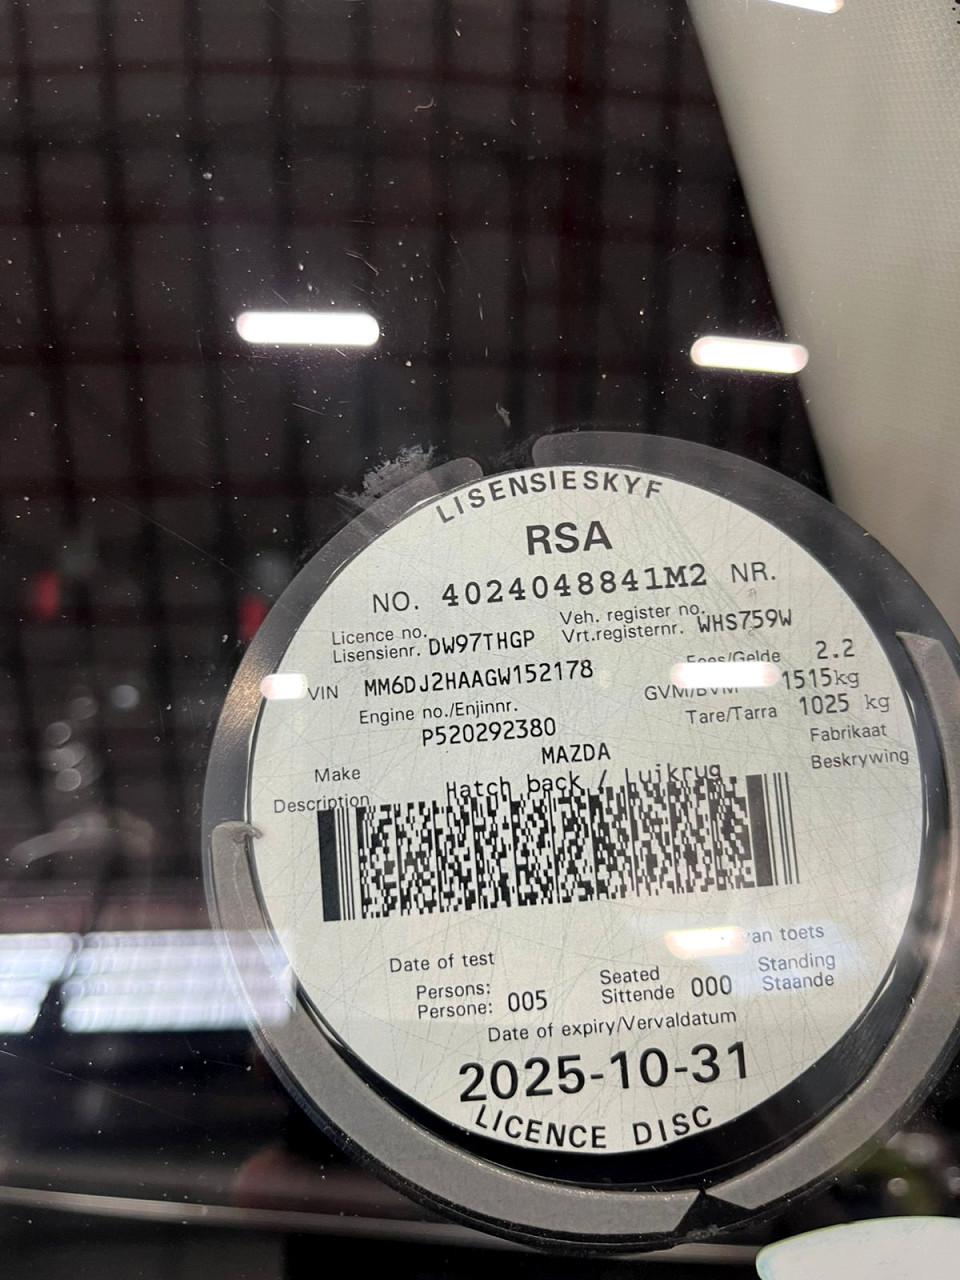 LISENSIESKYF
RSA
NO. 4024048841M2 NR.
Licence no. Veh. register no.
Lisensienr. DW97THGP Vrt.registernr. WHS759W
Fees/Gelde 2.2
VIN MM6DJ2HAAGW152178 GVM/BVM 1515kg
Engine no./Enjinnr. Tare/Tarra 1025 kg
P520292380
Make MAZDA Fabrikaat
Description Hatch back / Luikrug Beskrywing
Date of test van toets
Persons: Seated Standing
Persone: 005 Sittende 000 Staande
Date of expiry/Vervaldatum
2025-10-31
LICENCE DISC